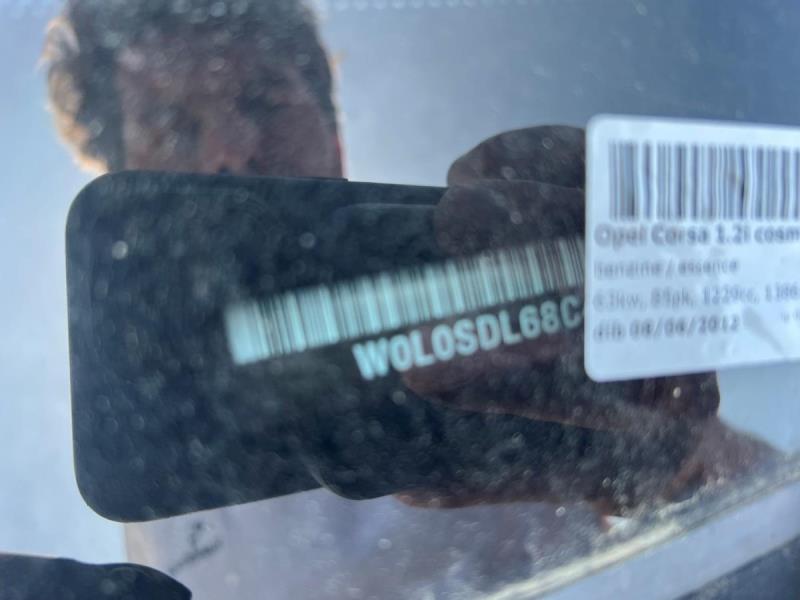 W0L0SDL68C
Opel Corsa 1.2i cosm
benzine / essence
63kw, 85pk, 1229cc, 1386
dib 08/06/2012